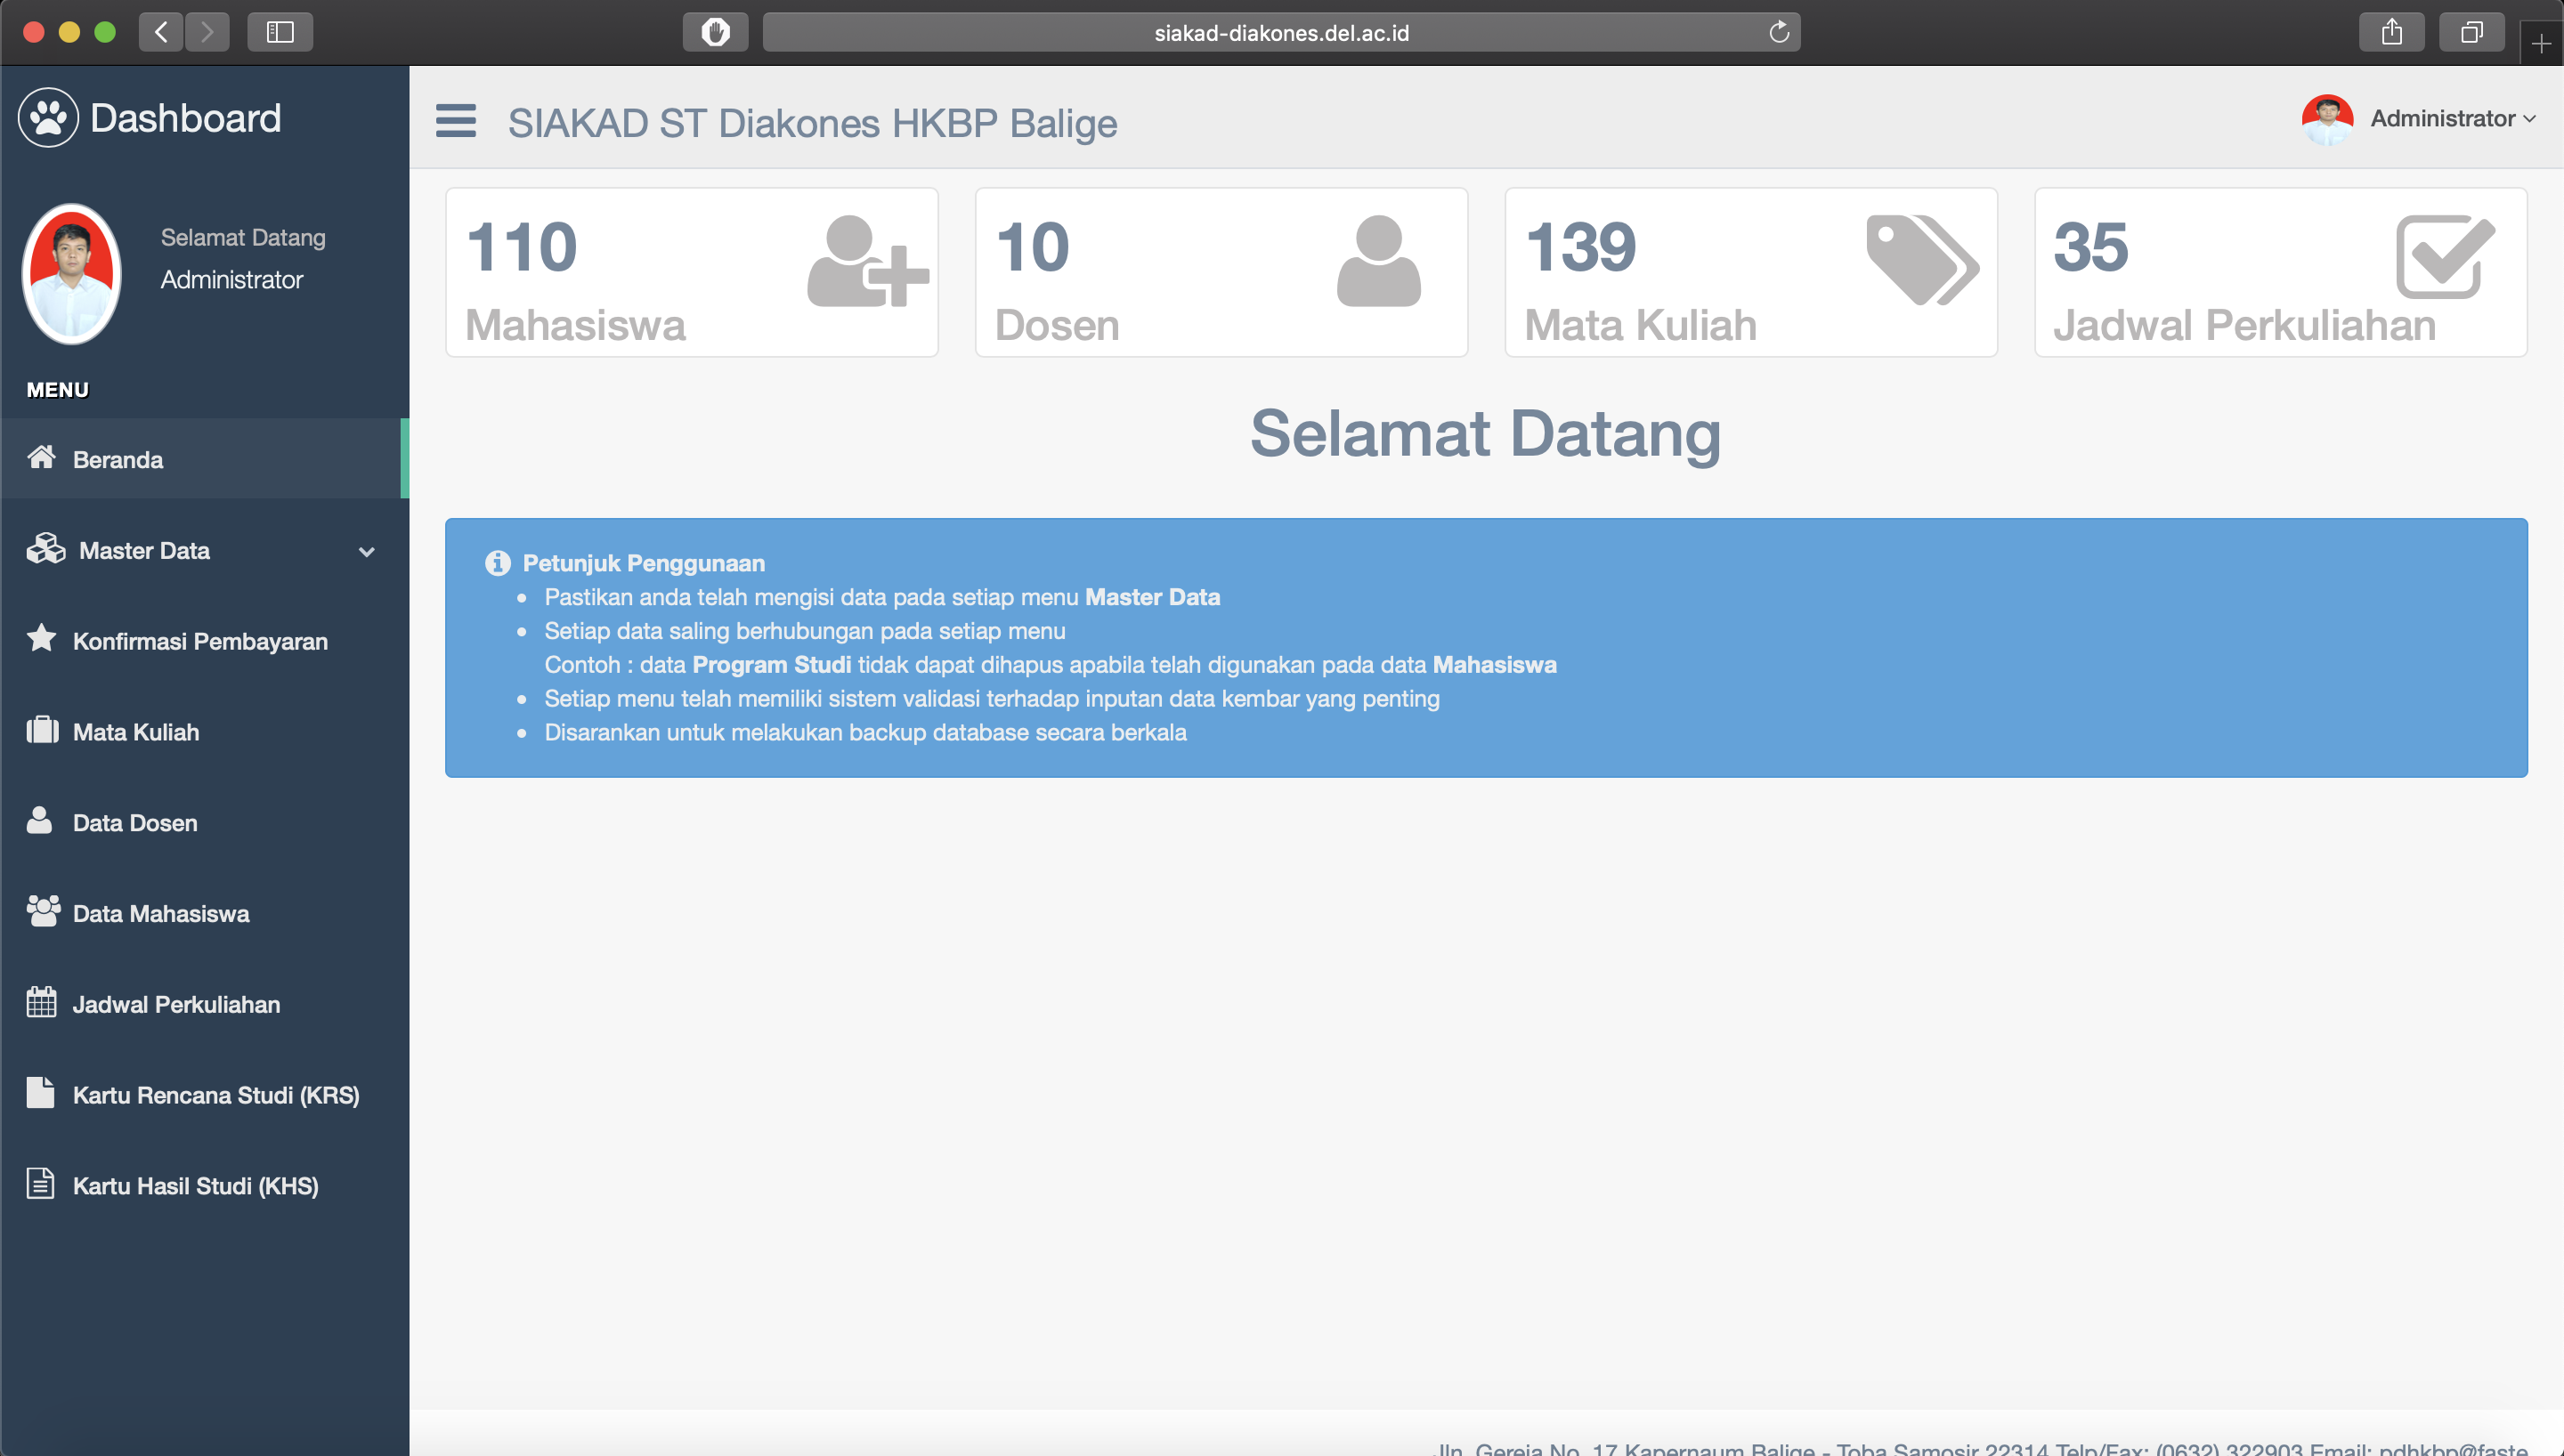 siakad-diakones.del.ac.id
Dashboard
SIAKAD ST Diakones HKBP Balige
Administrator
Selamat Datang
Administrator
MENU
Beranda
Master Data
Konfirmasi Pembayaran
Mata Kuliah
Data Dosen
Data Mahasiswa
Jadwal Perkuliahan
Kartu Rencana Studi (KRS)
Kartu Hasil Studi (KHS)
110
Mahasiswa
10
Dosen
139
Mata Kuliah
35
Jadwal Perkuliahan
Selamat Datang
Petunjuk Penggunaan
Pastikan anda telah mengisi data pada setiap menu Master Data
Setiap data saling berhubungan pada setiap menu
Contoh : data Program Studi tidak dapat dihapus apabila telah digunakan pada data Mahasiswa
Setiap menu telah memiliki sistem validasi terhadap inputan data kembar yang penting
Disarankan untuk melakukan backup database secara berkala
Jln. Gereja No. 17 Kapernaum Balige - Toba Samosir 22314 Telp/Fax: (0632) 322903 Email: pdhkbp@faste